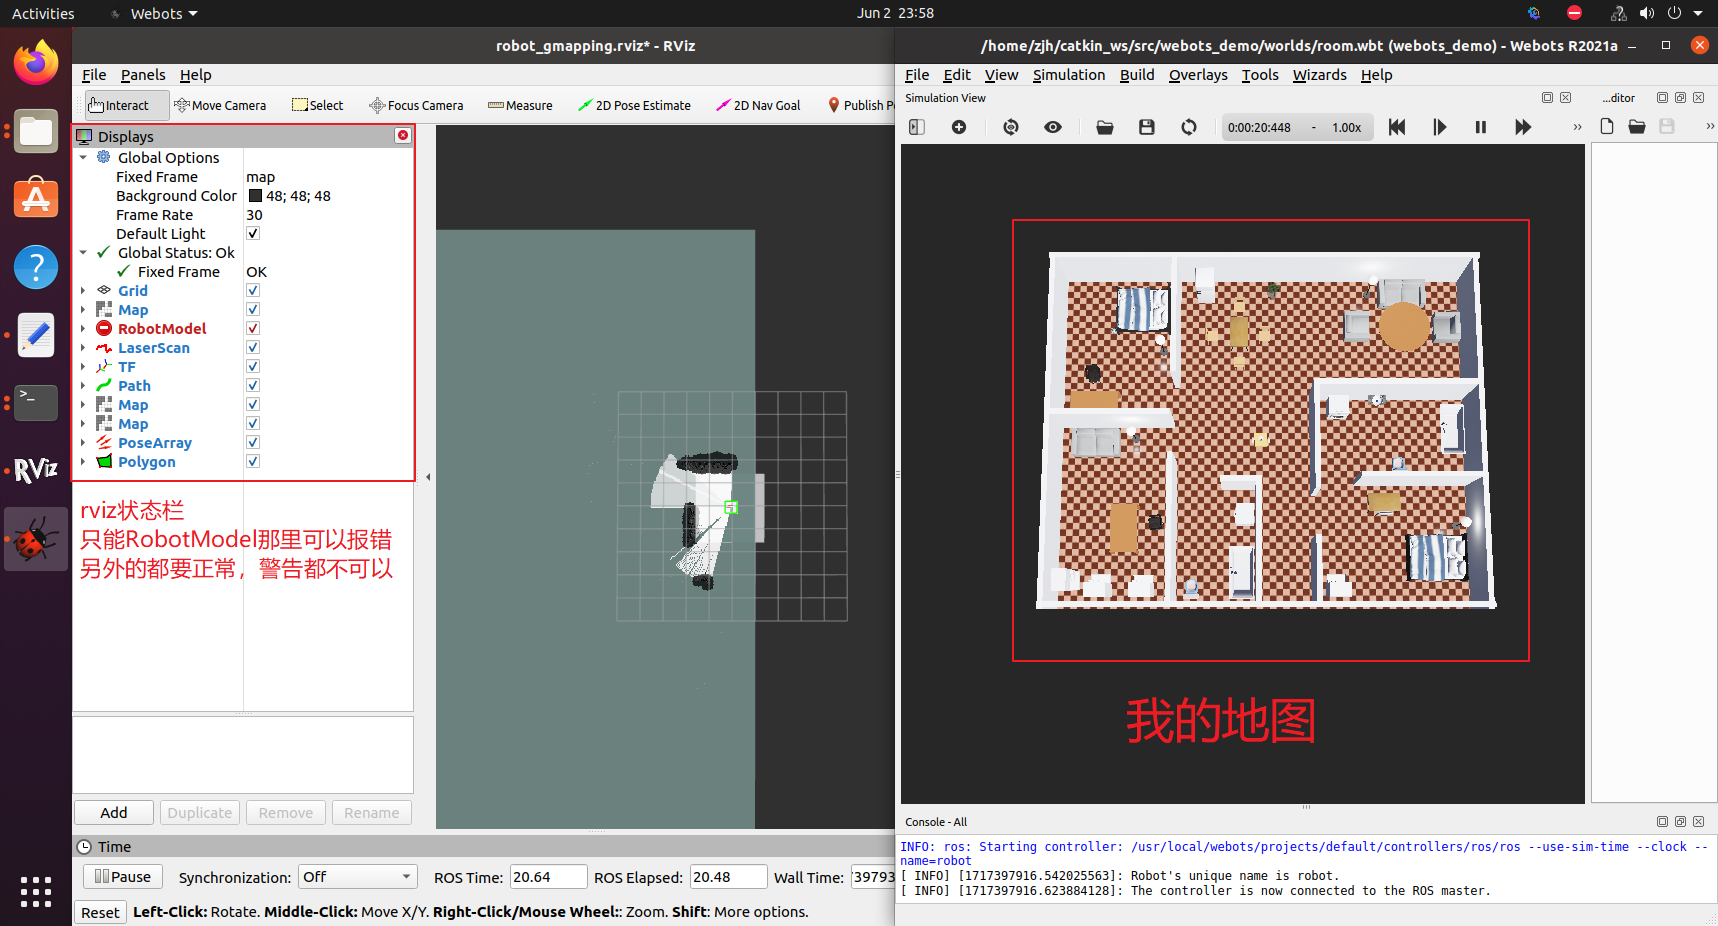 Activities
Webots
Jun 2 23:58
robot_gmapping.rviz* - RViz
File Panels Help
Interact
Move Camera
Select
Focus Camera
Measure
2D Pose Estimate
2D Nav Goal
Displays
Global Options
Fixed Frame map
Background Color 48; 48; 48
Frame Rate 30
Default Light
Global Status: Ok
Fixed Frame OK
Grid
Map
RobotModel
LaserScan
TF
Path
Map
Map
PoseArray
Polygon
rviz状态栏
只能RobotModel那里可以报错
另外的都要正常，警告都不可以
Add Duplicate Remove Rename
Time
Pause Synchronization: Off ROS Time: 20.64 ROS Elapsed: 20.48 Wall Time:
Reset Left-Click: Rotate. Middle-Click: Move X/Y. Right-Click/Mouse Wheel:: Zoom. Shift: More options.
RViz
/home/zjh/catkin_ws/src/webots_demo/worlds/room.wbt (webots_demo) - Webots R2021a
File Edit View Simulation Build Overlays Tools Wizards Help
Simulation View
...ditor
0:00:20:448 - 1.00x
我的地图
Console - All
INFO: ros: Starting controller: /usr/local/webots/projects/default/controllers/ros/ros --use-sim-time --clock --
name=robot
[ INFO] [1717397916.542025563]: Robot's unique name is robot.
[ INFO] [1717397916.623884128]: The controller is now connected to the ROS master.